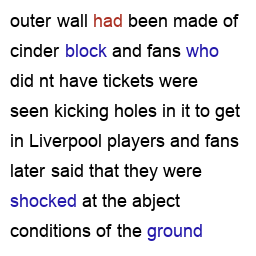 outer wall had been made of
cinder block and fans who
did nt have tickets were
seen kicking holes in it to get
in Liverpool players and fans
later said that they were
shocked at the abject
conditions of the ground